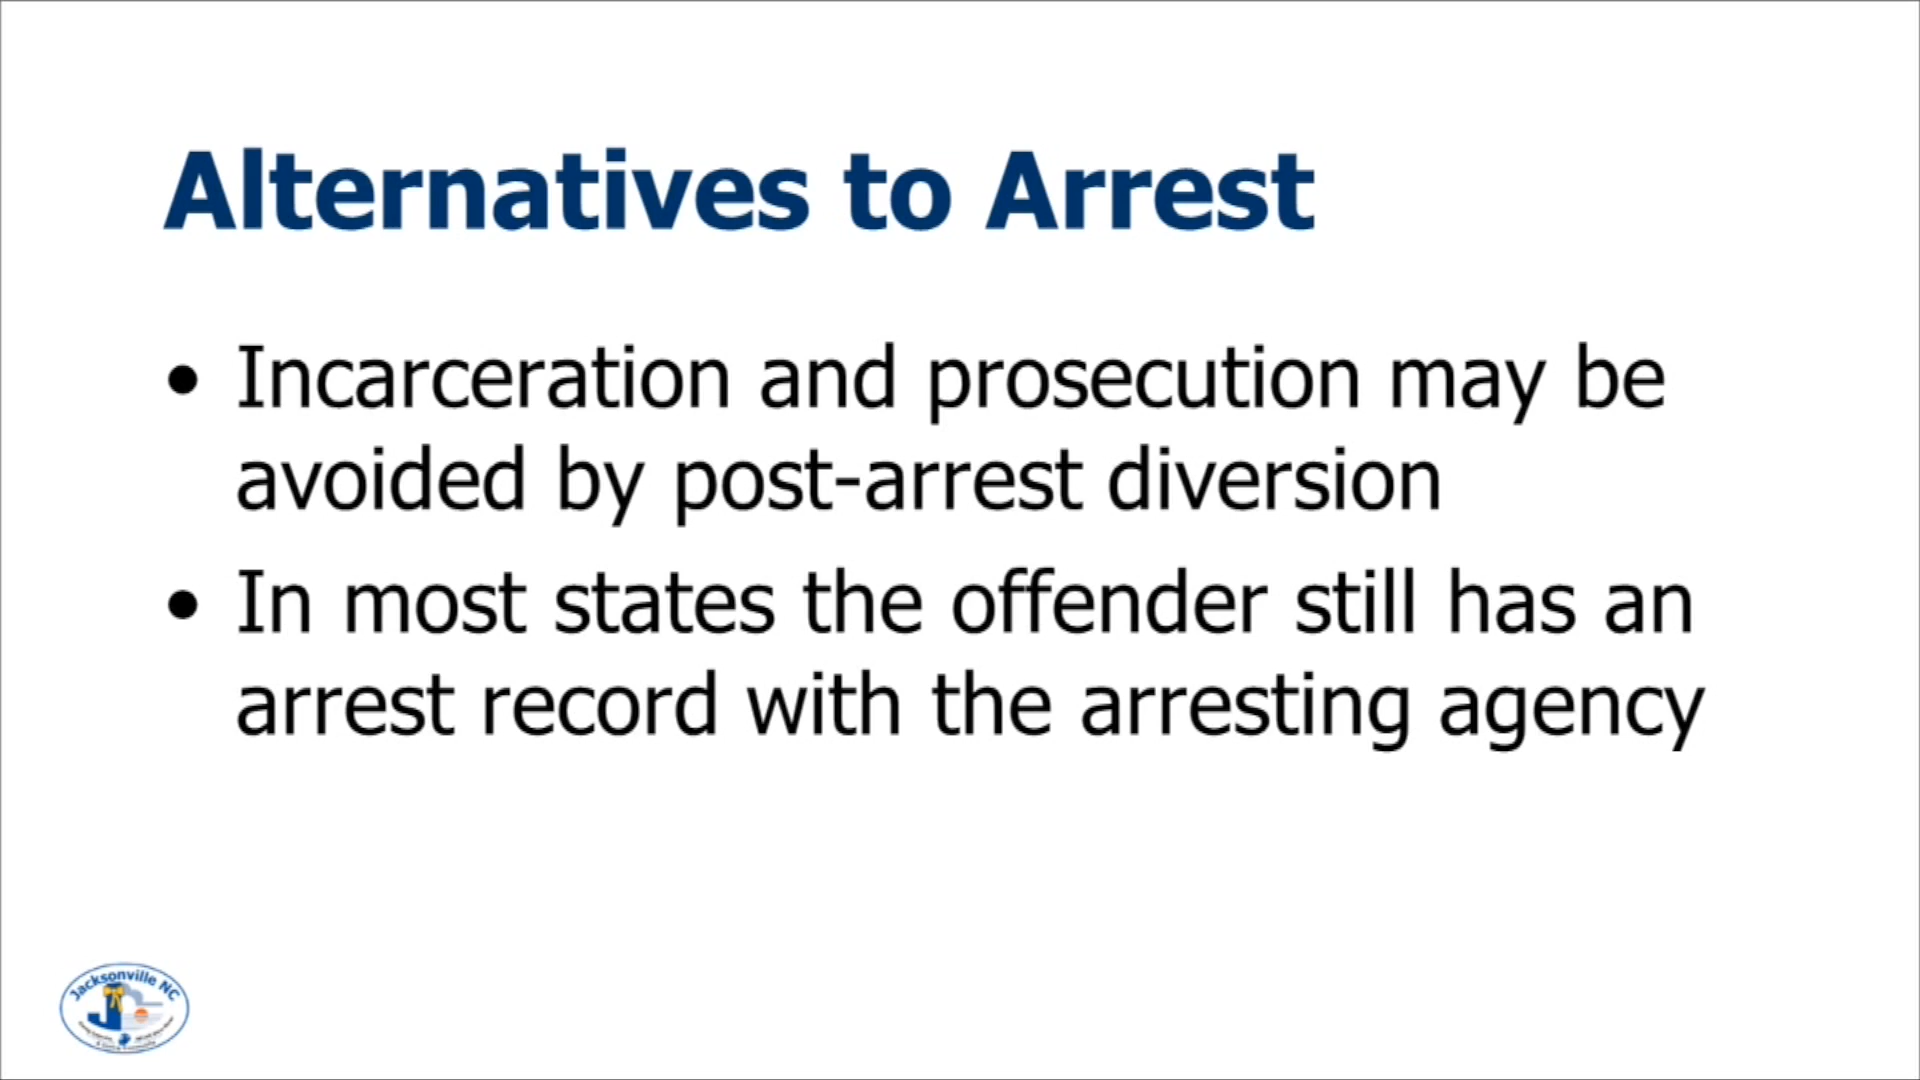 Alternatives to Arrest
• Incarceration and prosecution may be
avoided by post-arrest diversion
• In most states the offender still has an
arrest record with the arresting agency
Jacksonville NC